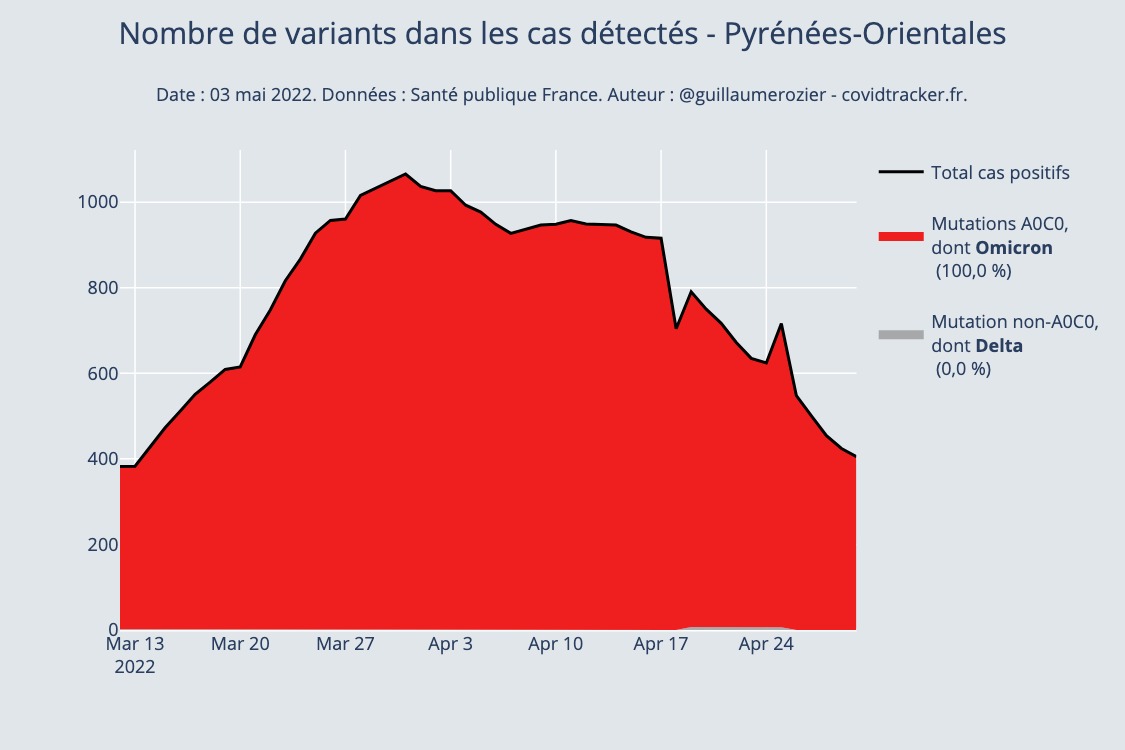 Nombre de variants dans les cas détectés - Pyrénées-Orientales
Date : 03 mai 2022. Données : Santé publique France. Auteur : @guillaumerozier - covidtracker.fr.
Total cas positifs
Mutations A0C0,
dont Omicron
(100,0 %)
Mutation non-A0C0,
dont Delta
(0,0 %)
1000
800
600
400
200
0
Mar 13
2022
Mar 20
Mar 27
Apr 3
Apr 10
Apr 17
Apr 24